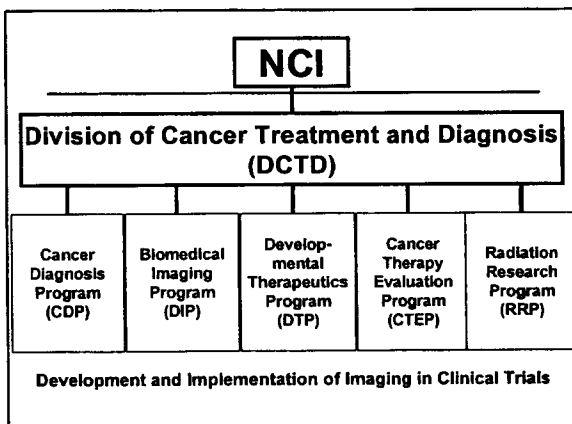 NCI
Division of Cancer Treatment and Diagnosis
(DCTD)
Cancer
Diagnosis
Program
(CDP)
Biomedical
Imaging
Program
(DIP)
Develop-
mental
Therapeutics
Program
(DTP)
Cancer
Therapy
Evaluation
Program
(CTEP)
Radiation
Research
Program
(RRP)
Development and Implementation of Imaging in Clinical Trials